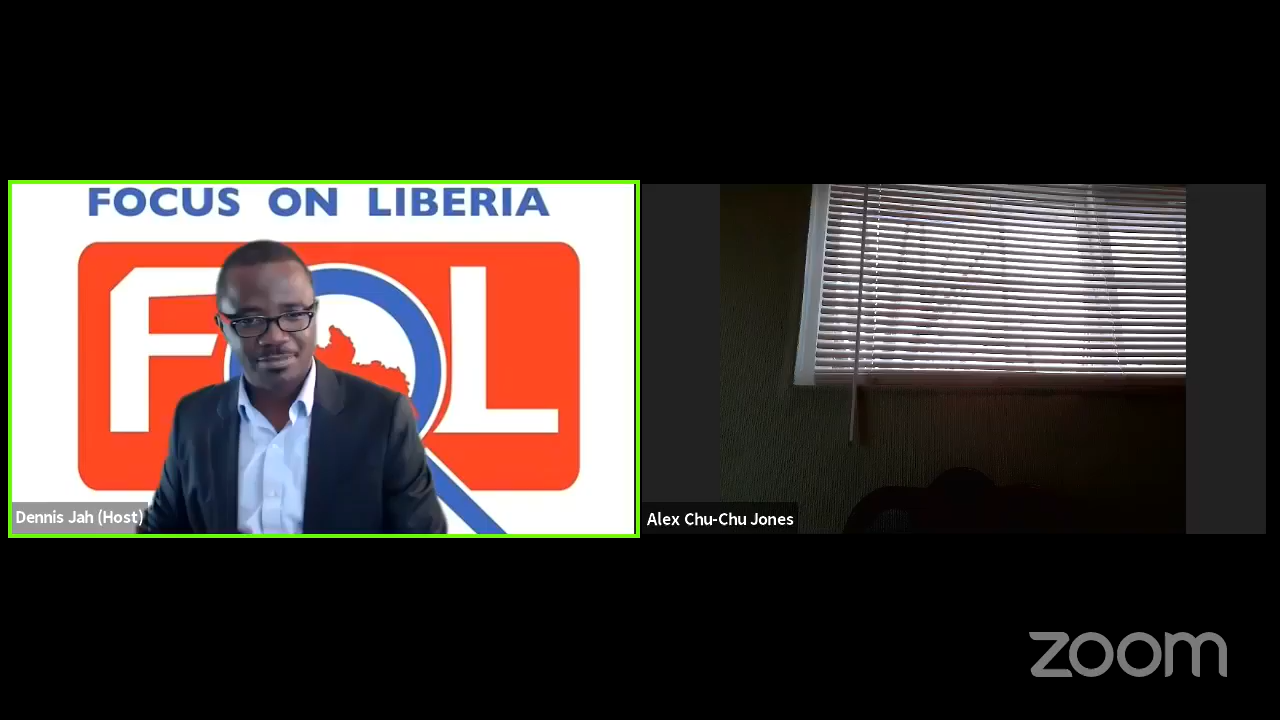 FOCUS ON LIBERIA
FOL
Dennis Jah (Host)
Alex Chu-Chu Jones
zoom